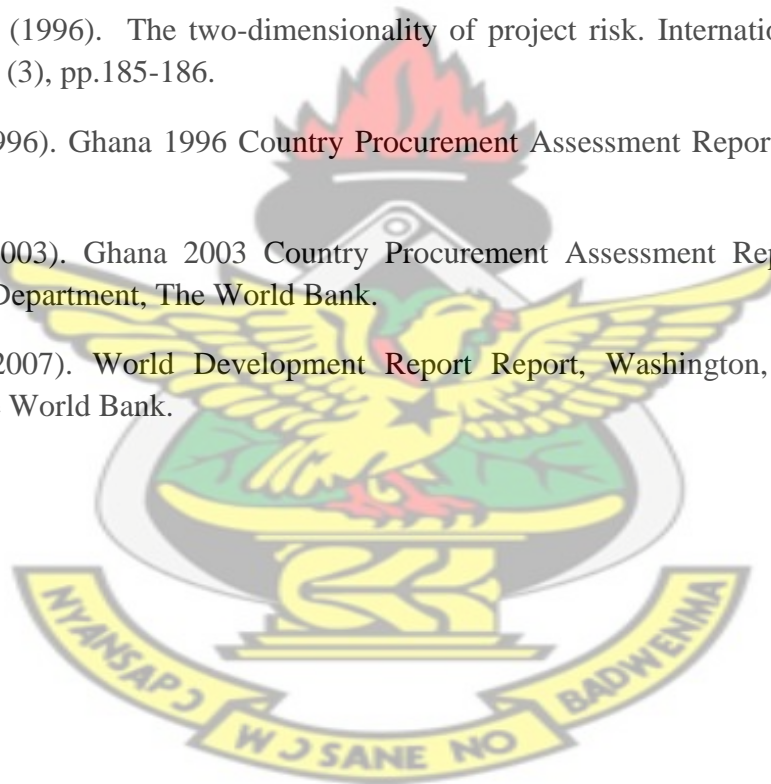 (1996). The two-dimensionality of project risk. Internatio
(3), pp.185-186.
996). Ghana 1996 Country Procurement Assessment Repor
003). Ghana 2003 Country Procurement Assessment Rep
Department, The World Bank.
2007). World Development Report Report, Washington,
World Bank.
NYANSAPƆ WƆSANE NO BADWENMA